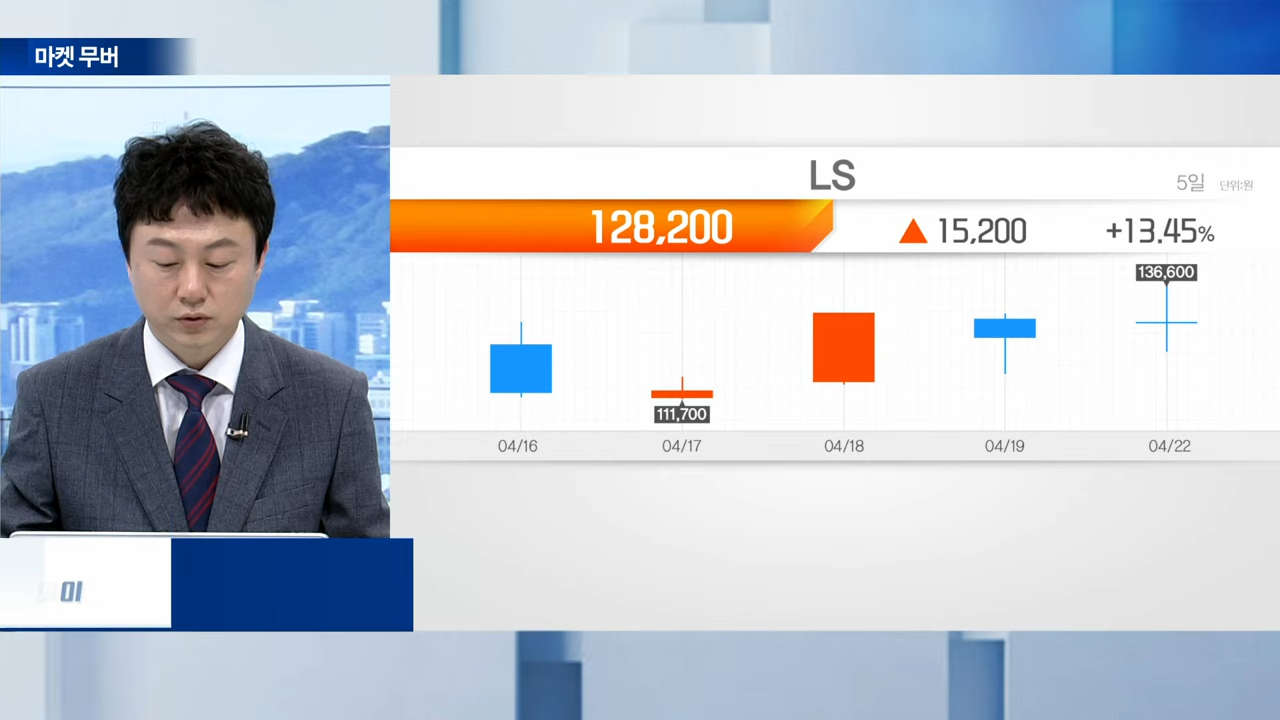 마켓 무버
LS
5일 단위:원
128,200 ▲ 15,200 +13.45%
136,600
111,700
04/16 04/17 04/18 04/19 04/22